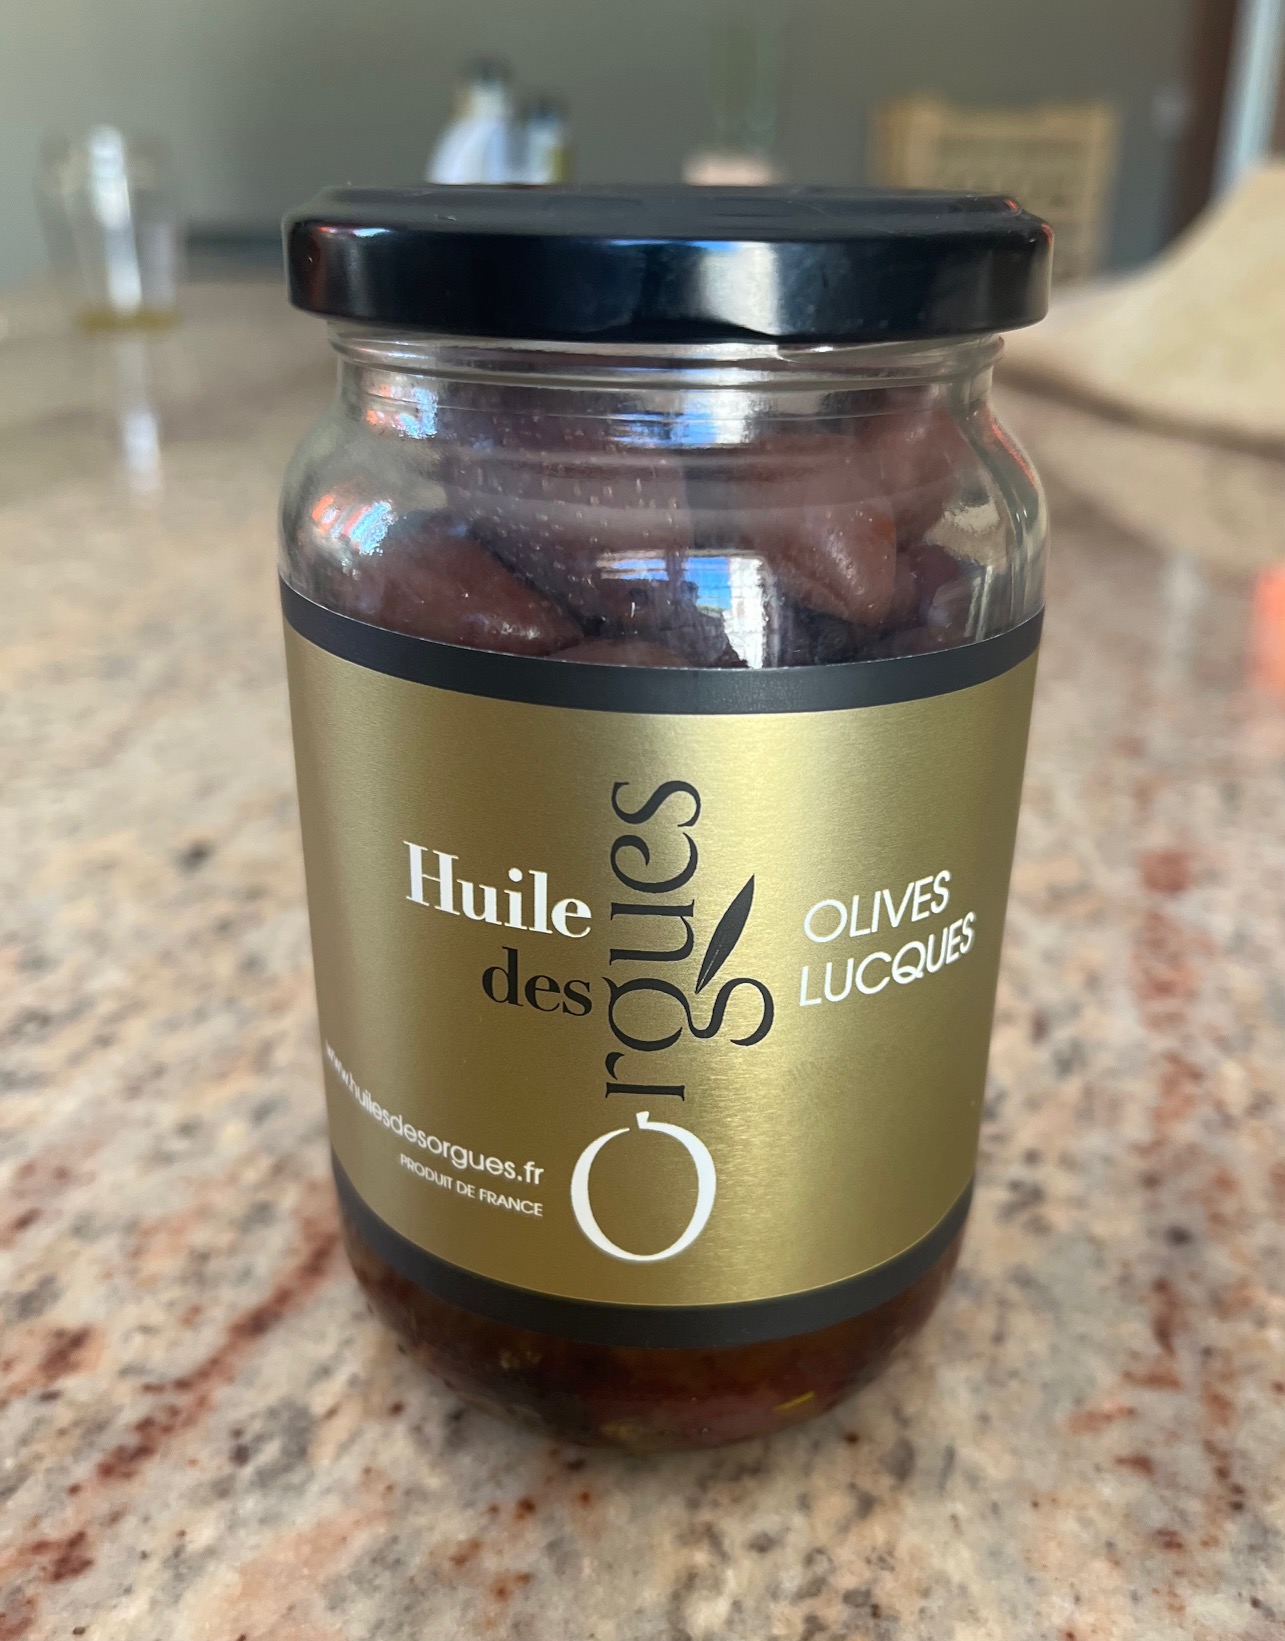 Huile
des
Orgues
OLIVES
LUCQUES
www.huilesdesorgues.fr
PRODUIT DE FRANCE